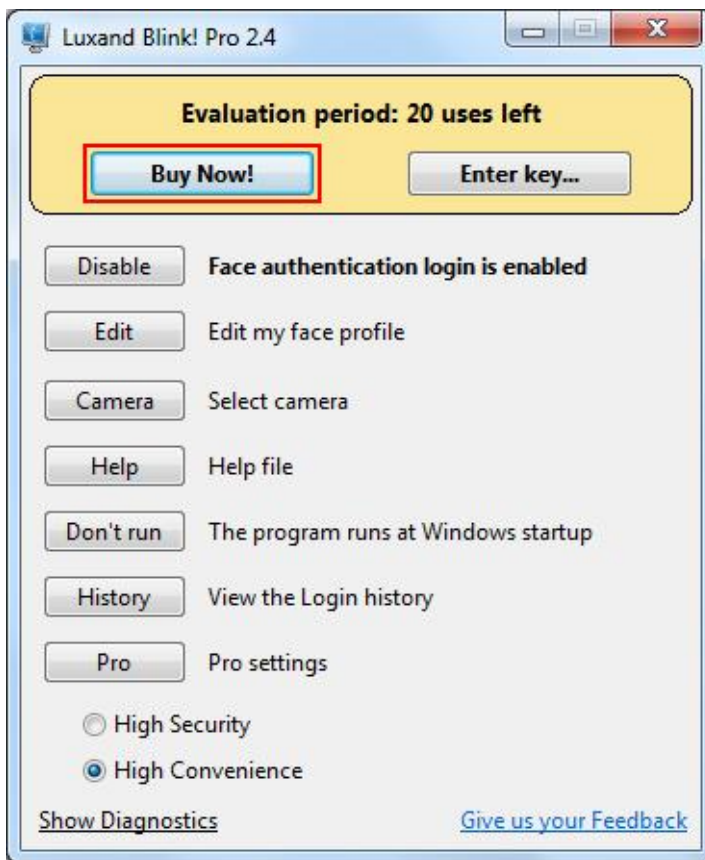 Luxand Blink! Pro 2.4
Evaluation period: 20 uses left
Buy Now! Enter key...
Disable Face authentication login is enabled
Edit Edit my face profile
Camera Select camera
Help Help file
Don't run The program runs at Windows startup
History View the Login history
Pro Pro settings
High Security
High Convenience
Show Diagnostics Give us your Feedback